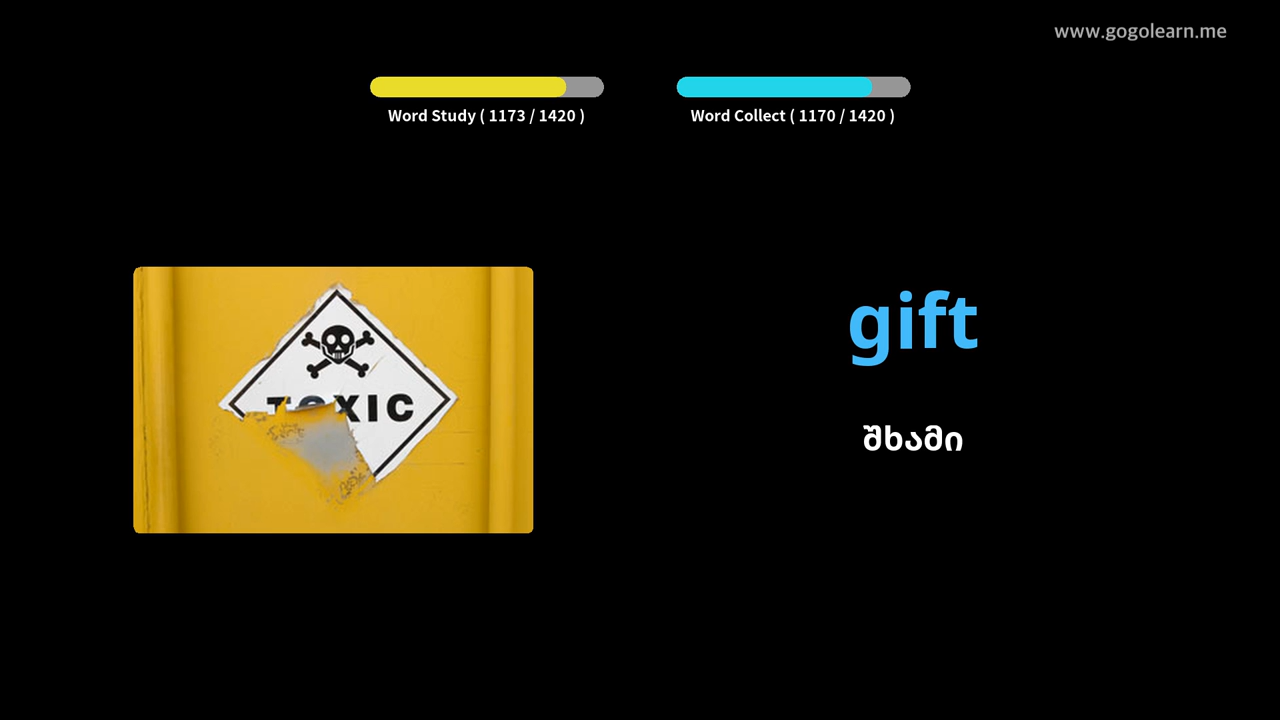 www.gogolearn.me
Word Study ( 1173 / 1420 )
Word Collect ( 1170 / 1420 )
TOXIC
gift
შხამი